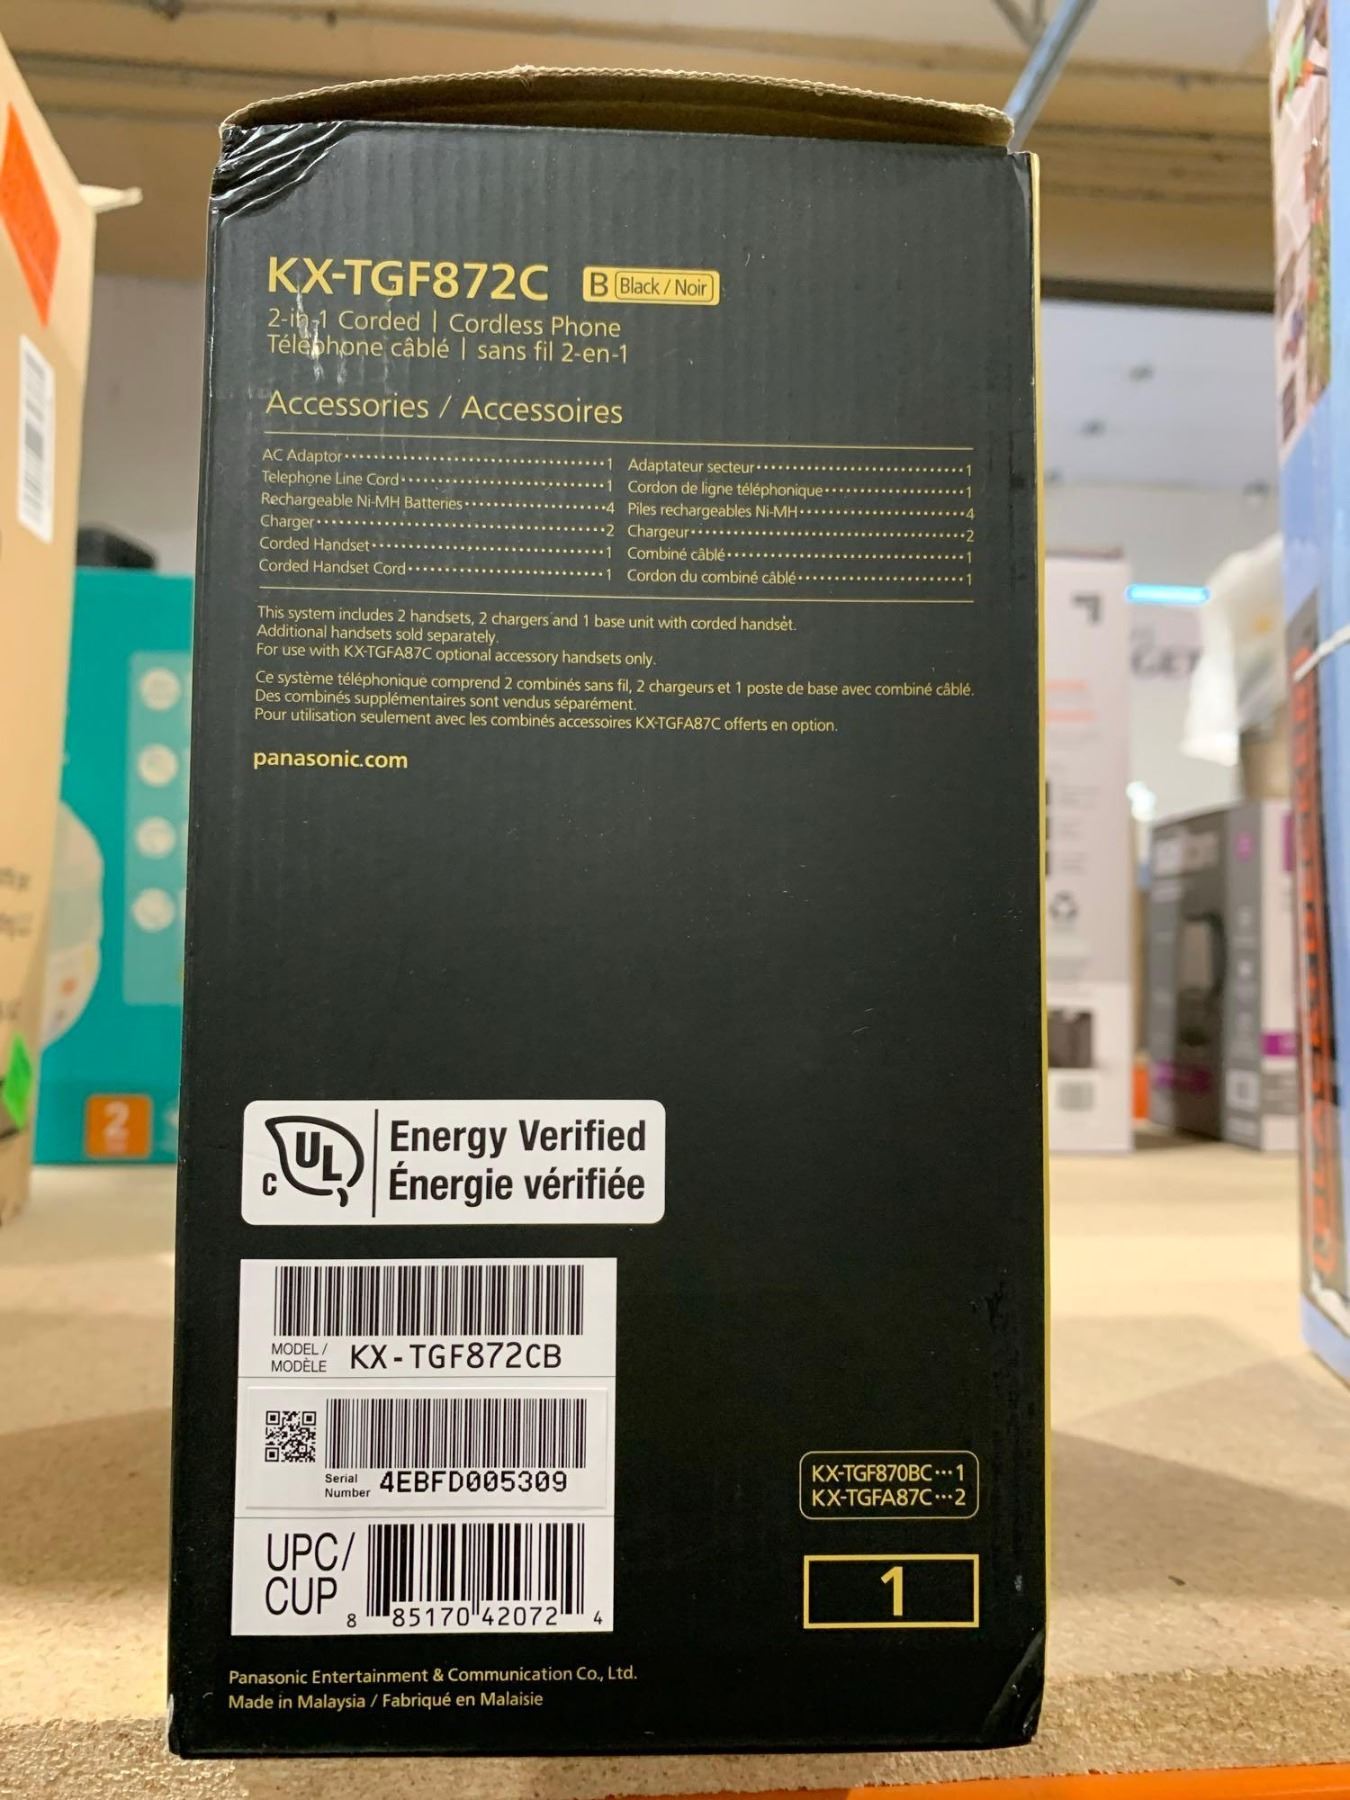 KX-TGF872C B Black / Noir
2-in-1 Corded | Cordless Phone
Téléphone câblé | sans fil 2-en-1
Accessories / Accessoires
AC Adaptor 1
Telephone Line Cord 1
Rechargeable Ni-MH Batteries 4
Charger 2
Corded Handset 1
Corded Handset Cord 1
Adaptateur secteur 1
Cordon de ligne téléphonique 1
Piles rechargeables Ni-MH 4
Chargeur 2
Combiné câblé 1
Cordon du combiné câblé 1
This system includes 2 handsets, 2 chargers and 1 base unit with corded handset.
Additional handsets sold separately.
For use with KX-TGFA87C optional accessory handsets only.
Ce système téléphonique comprend 2 combinés sans fil, 2 chargeurs et 1 poste de base avec combiné câblé.
Des combinés supplémentaires sont vendus séparément.
Pour utilisation seulement avec les combinés accessoires KX-TGFA87C offerts en option.
panasonic.com
2
C UL Energy Verified
Énergie vérifiée
MODEL /
MODÈLE KX-TGF872CB
Serial
Number 4EBFD005309
UPC/
CUP
8 85170 42072 4
KX-TGF870BC···1
KX-TGFA87C···2
1
Panasonic Entertainment & Communication Co., Ltd.
Made in Malaysia / Fabriqué en Malaisie